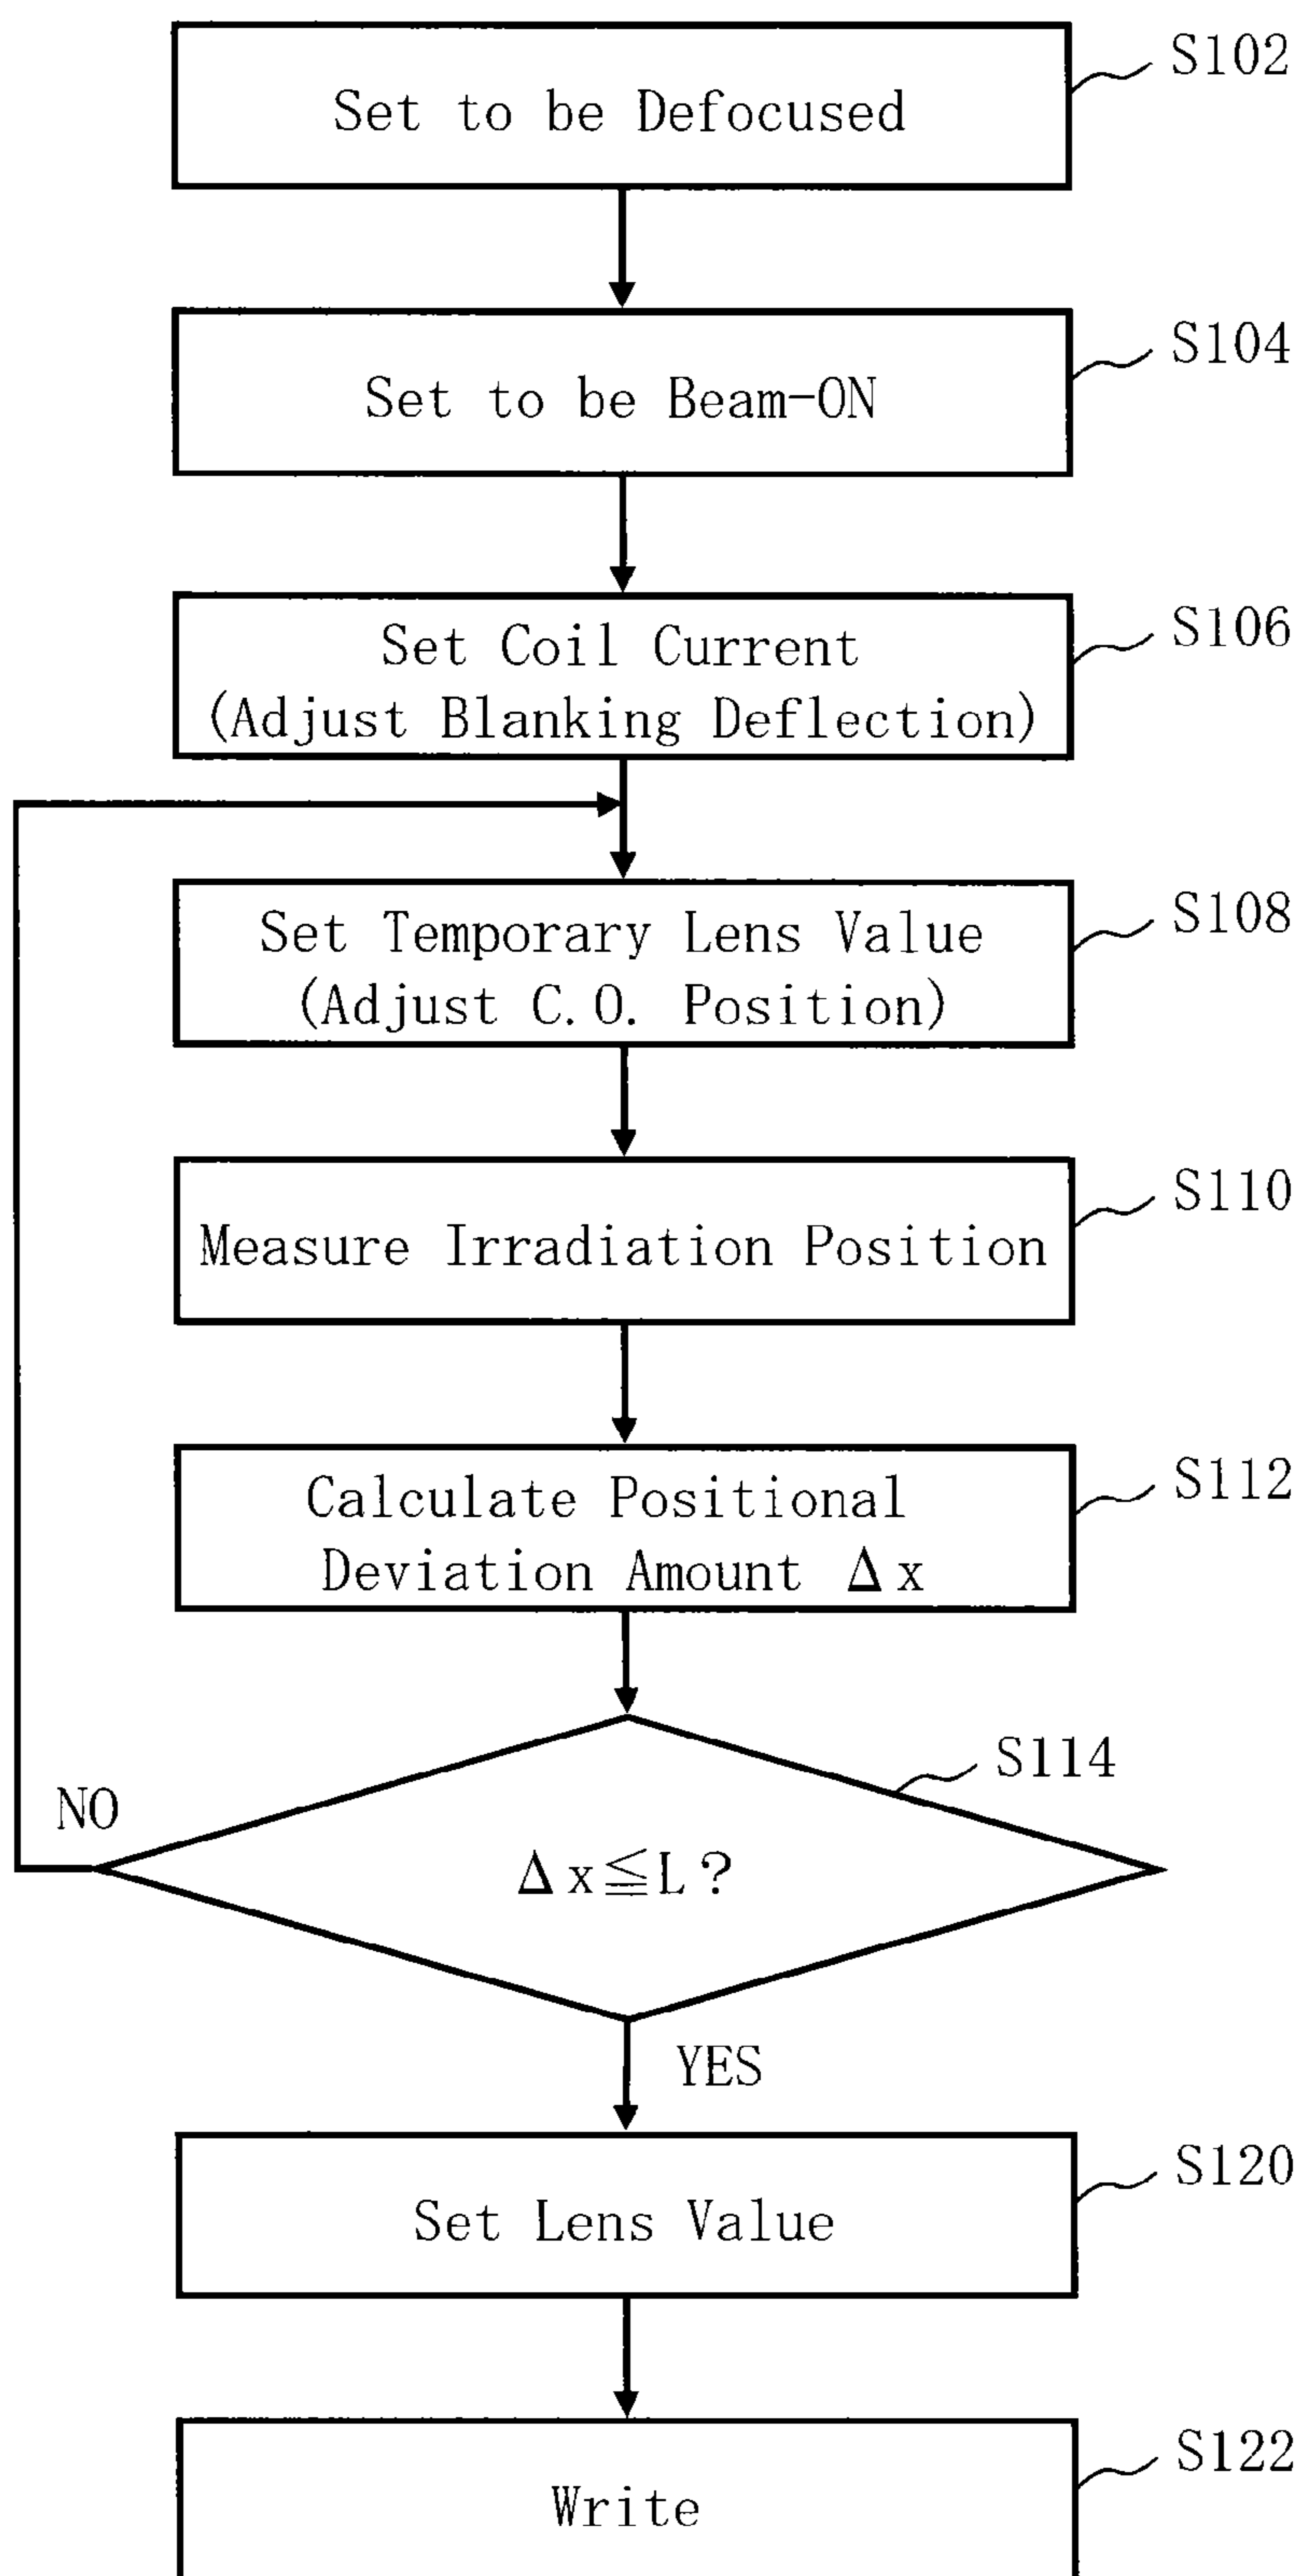 S102
Set to be Defocused
S104
Set to be Beam-ON
S106
Set Coil Current
(Adjust Blanking Deflection)
S108
Set Temporary Lens Value
(Adjust C.O. Position)
S110
Measure Irradiation Position
S112
Calculate Positional
Deviation Amount Δx
S114
NO
Δx≦L?
YES
S120
Set Lens Value
S122
Write